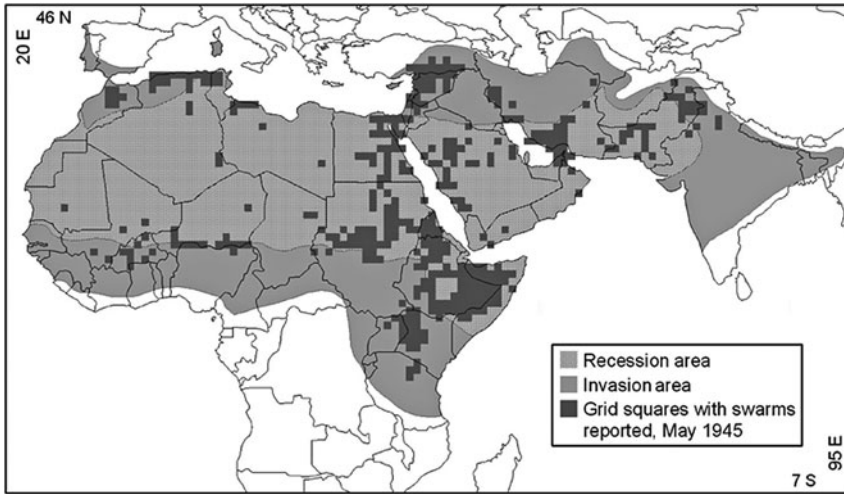 46 N
20 E
Recession area
Invasion area
Grid squares with swarms
reported, May 1945
95 E
7 S